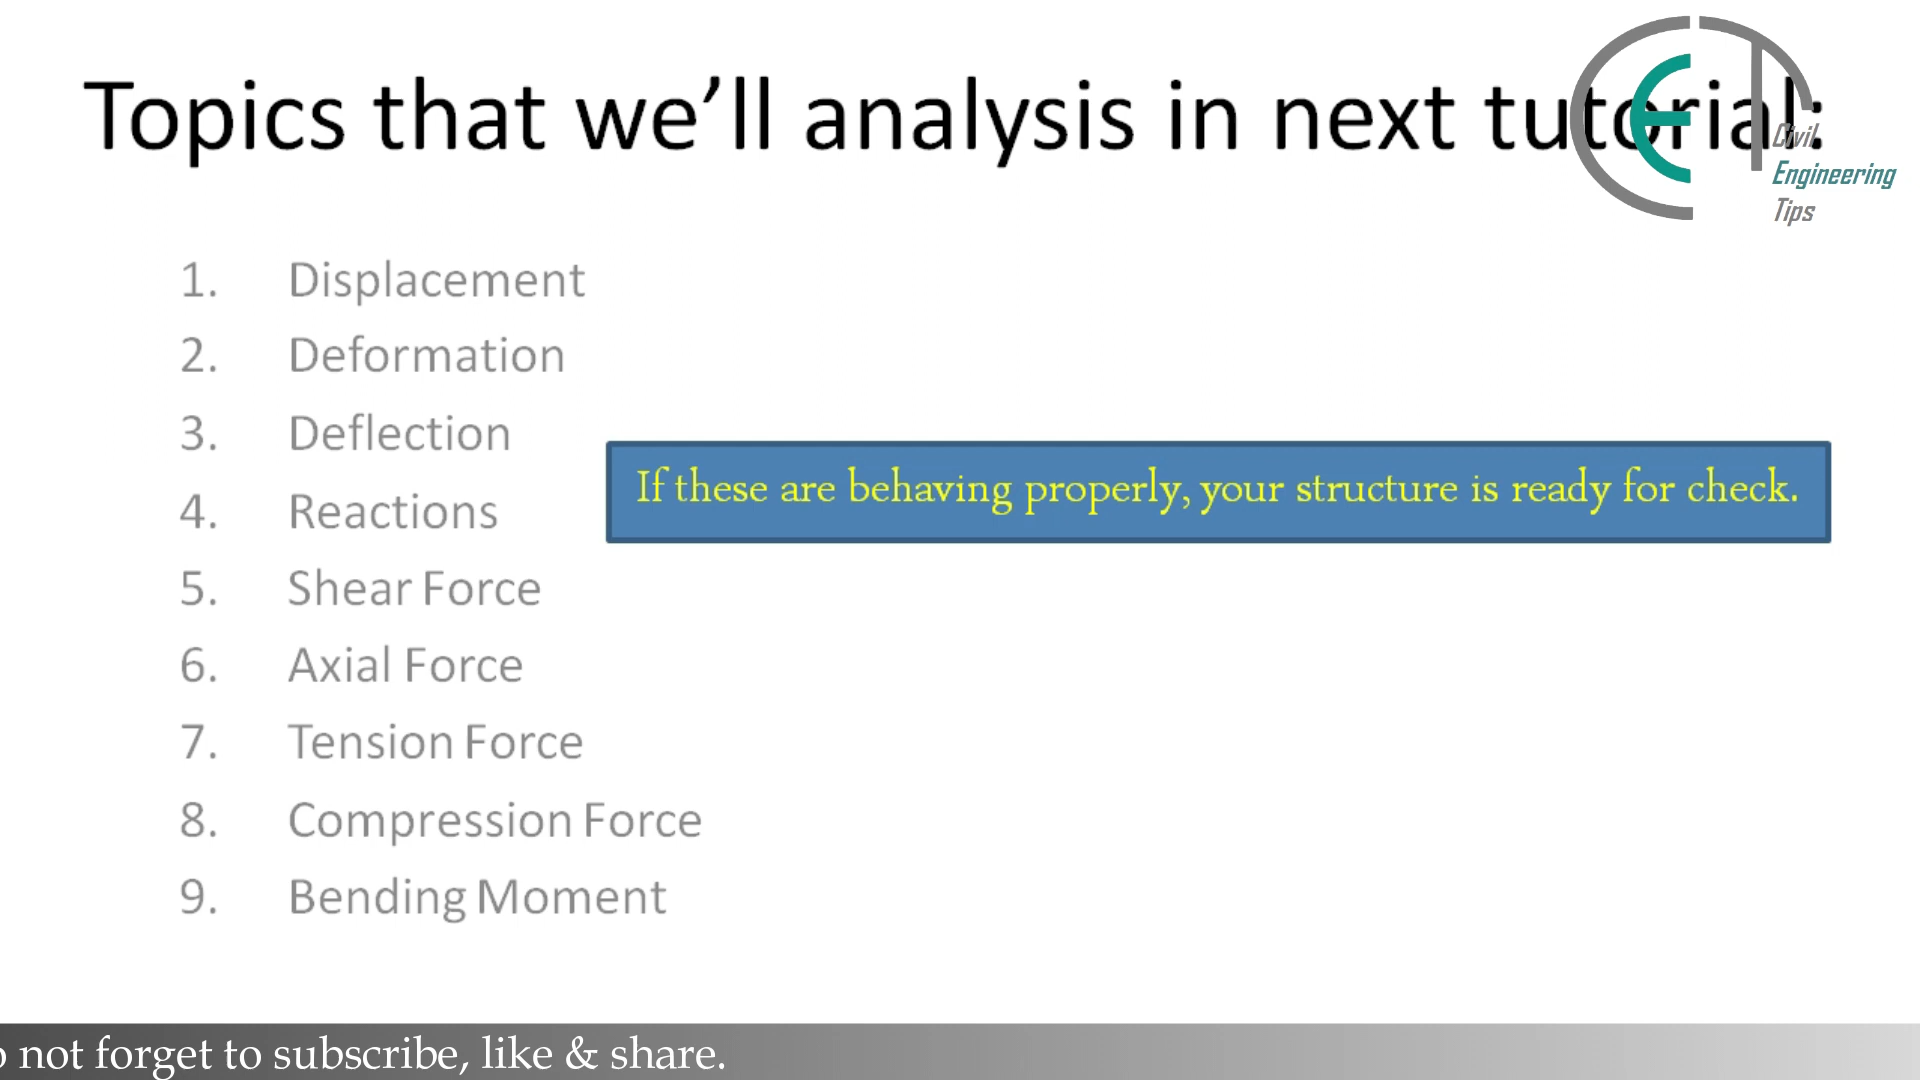 Topics that we’ll analysis in next tutorial:
Civil
Engineering
Tips
1. Displacement
2. Deformation
3. Deflection
If these are behaving properly, your structure is ready for check.
4. Reactions
5. Shear Force
6. Axial Force
7. Tension Force
8. Compression Force
9. Bending Moment
not forget to subscribe, like & share.